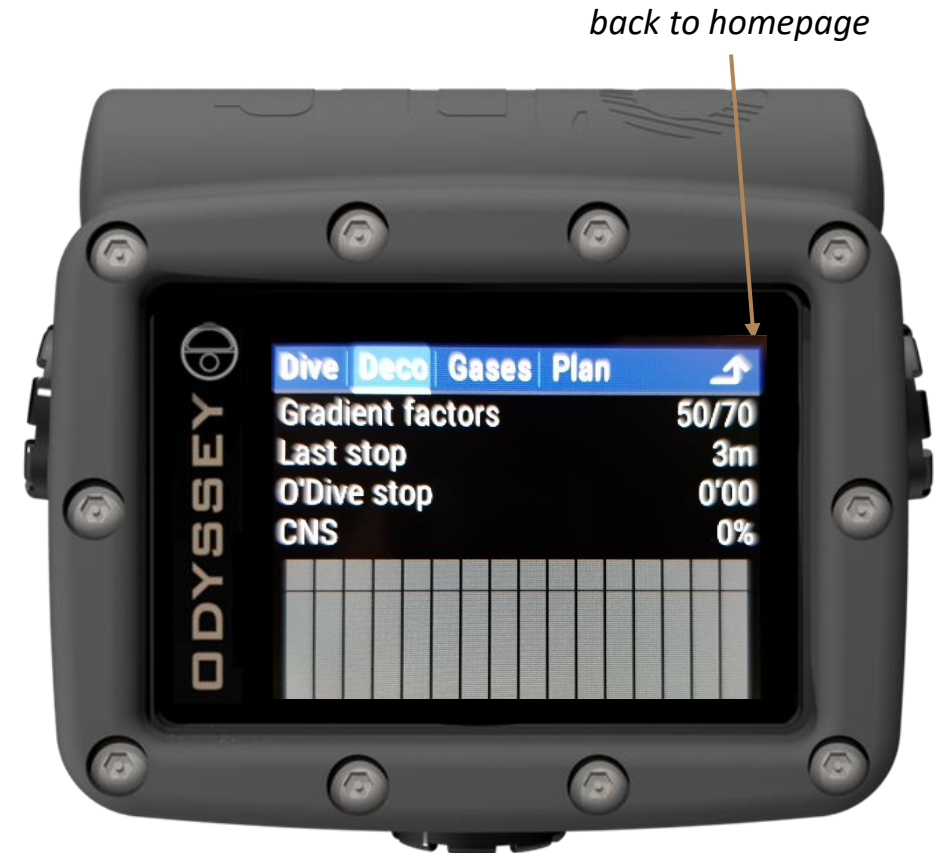 back to homepage
Dive Deco Gases Plan
Gradient factors 50/70
Last stop 3m
O'Dive stop 0'00
CNS 0%
ODYSSEY